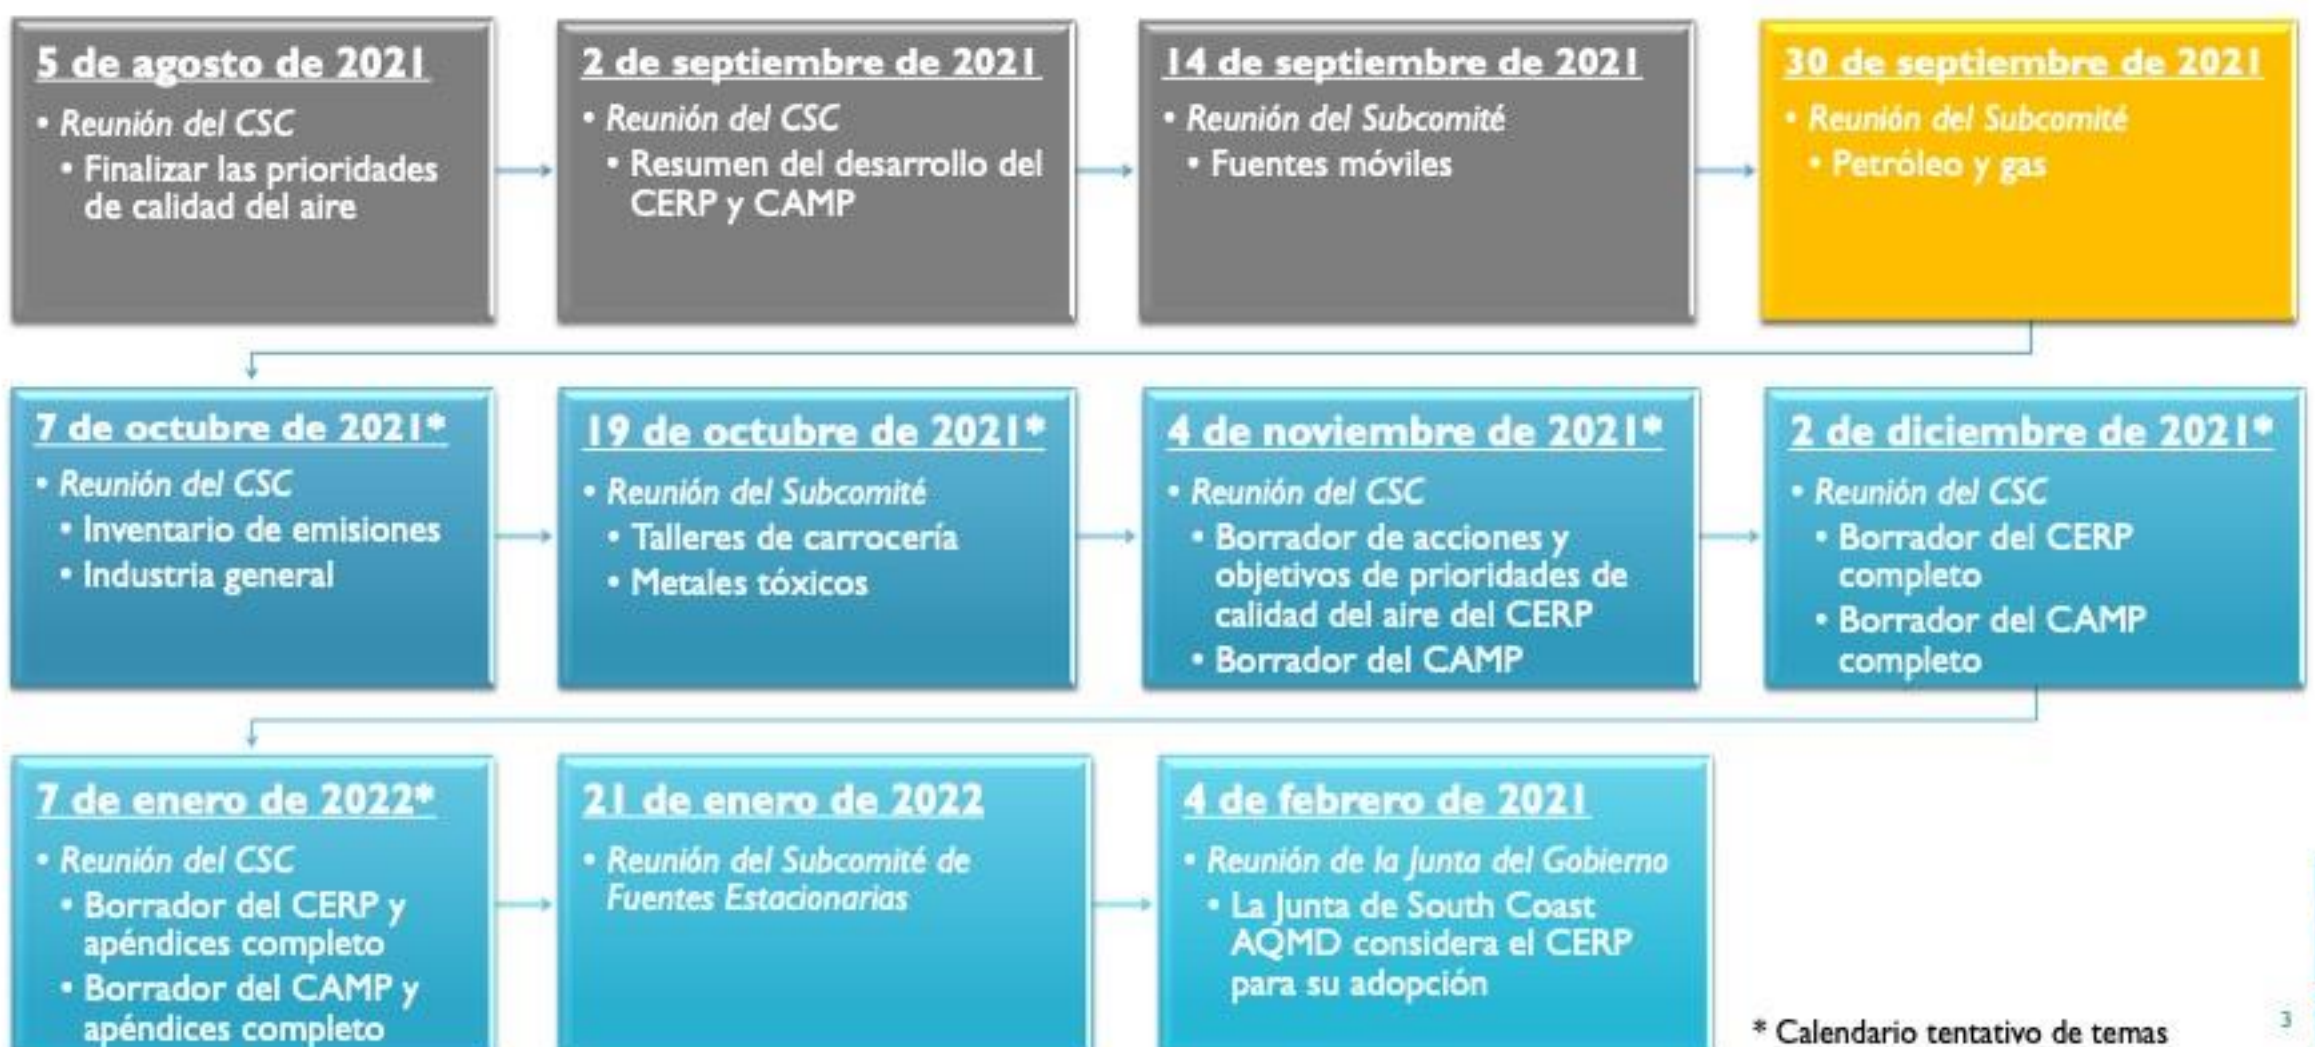 5 de agosto de 2021
• Reunión del CSC
• Finalizar las prioridades
de calidad del aire
2 de septiembre de 2021
• Reunión del CSC
• Resumen del desarrollo del
CERP y CAMP
14 de septiembre de 2021
• Reunión del Subcomité
• Fuentes móviles
30 de septiembre de 2021
• Reunión del Subcomité
• Petróleo y gas
7 de octubre de 2021*
• Reunión del CSC
• Inventario de emisiones
• Industria general
19 de octubre de 2021*
• Reunión del Subcomité
• Talleres de carrocería
• Metales tóxicos
4 de noviembre de 2021*
• Reunión del CSC
• Borrador de acciones y
objetivos de prioridades de
calidad del aire del CERP
• Borrador del CAMP
2 de diciembre de 2021*
• Reunión del CSC
• Borrador del CERP
completo
• Borrador del CAMP
completo
7 de enero de 2022*
• Reunión del CSC
• Borrador del CERP y
apéndices completo
• Borrador del CAMP y
apéndices completo
21 de enero de 2022
• Reunión del Subcomité de
Fuentes Estacionarias
4 de febrero de 2021
• Reunión de la Junta del Gobierno
• La Junta de South Coast
AQMD considera el CERP
para su adopción
* Calendario tentativo de temas
3